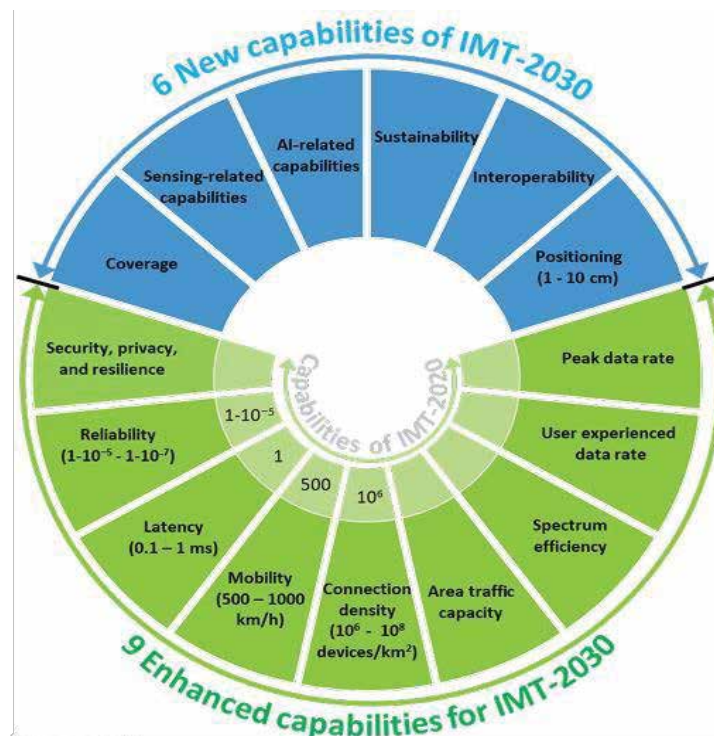 6 New capabilities of IMT-2030
Coverage
Sensing-related
capabilities
AI-related
capabilities
Sustainability
Interoperability
Positioning
(1 - 10 cm)
Security, privacy,
and resilience
Reliability
(1-10⁻⁵ - 1-10⁻⁷)
Latency
(0.1 – 1 ms)
Mobility
(500 – 1000
km/h)
Connection
density
(10⁶ - 10⁸
devices/km²)
Area traffic
capacity
Spectrum
efficiency
User experienced
data rate
Peak data rate
Capabilities of IMT-2020
1-10⁻⁵
1
500
10⁶
9 Enhanced capabilities for IMT-2030